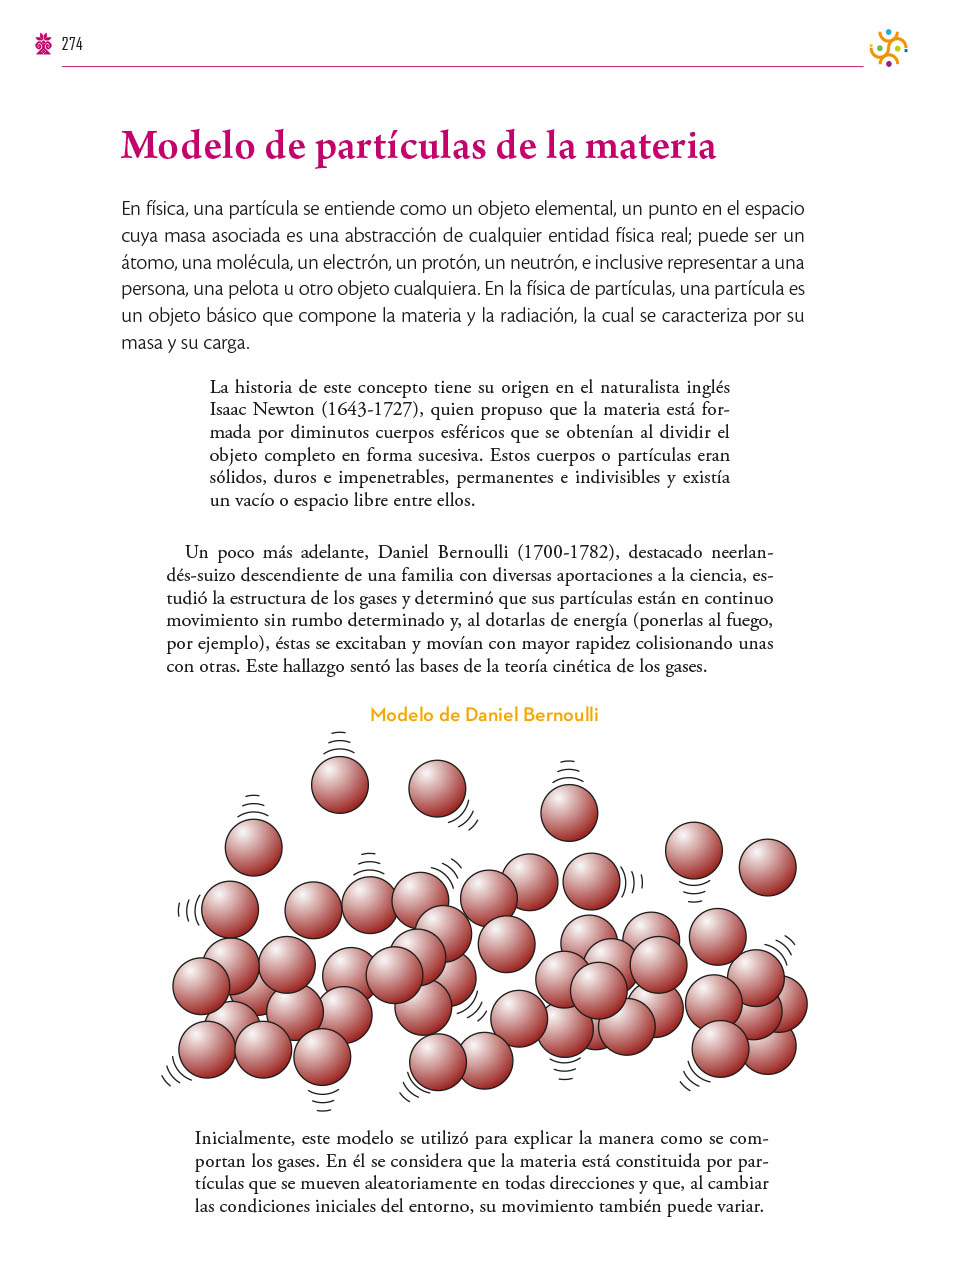 274
Modelo de partículas de la materia
En física, una partícula se entiende como un objeto elemental, un punto en el espacio
cuya masa asociada es una abstracción de cualquier entidad física real; puede ser un
átomo, una molécula, un electrón, un protón, un neutrón, e inclusive representar a una
persona, una pelota u otro objeto cualquiera. En la física de partículas, una partícula es
un objeto básico que compone la materia y la radiación, la cual se caracteriza por su
masa y su carga.
La historia de este concepto tiene su origen en el naturalista inglés
Isaac Newton (1643-1727), quien propuso que la materia está for-
mada por diminutos cuerpos esféricos que se obtenían al dividir el
objeto completo en forma sucesiva. Estos cuerpos o partículas eran
sólidos, duros e impenetrables, permanentes e indivisibles y existía
un vacío o espacio libre entre ellos.
Un poco más adelante, Daniel Bernoulli (1700-1782), destacado neerlan-
dés-suizo descendiente de una familia con diversas aportaciones a la ciencia, es-
tudió la estructura de los gases y determinó que sus partículas están en continuo
movimiento sin rumbo determinado y, al dotarlas de energía (ponerlas al fuego,
por ejemplo), éstas se excitaban y movían con mayor rapidez colisionando unas
con otras. Este hallazgo sentó las bases de la teoría cinética de los gases.
Modelo de Daniel Bernoulli
Inicialmente, este modelo se utilizó para explicar la manera como se com-
portan los gases. En él se considera que la materia está constituida por par-
tículas que se mueven aleatoriamente en todas direcciones y que, al cambiar
las condiciones iniciales del entorno, su movimiento también puede variar.